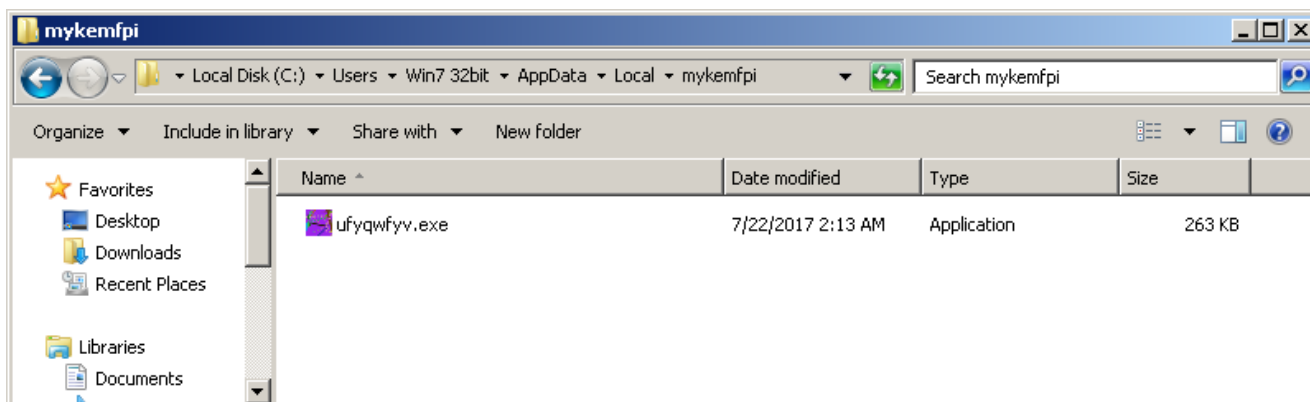 mykemfpi
Local Disk (C:) Users Win7 32bit AppData Local mykemfpi Search mykemfpi
Organize Include in library Share with New folder
Favorites Name Date modified Type Size
Desktop ufyqwfyv.exe 7/22/2017 2:13 AM Application 263 KB
Downloads
Recent Places
Libraries
Documents